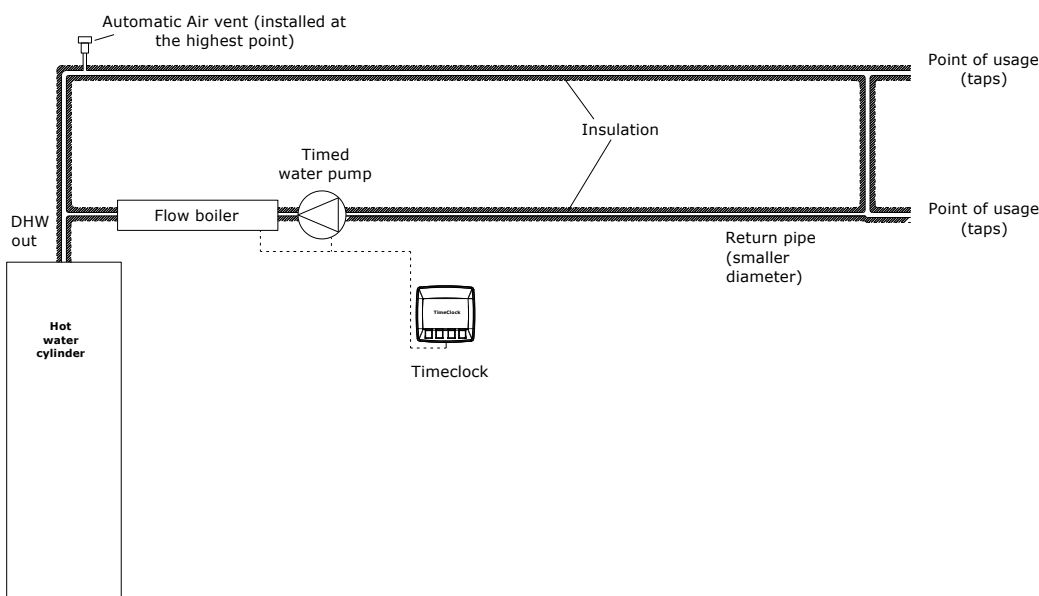 Automatic Air vent (installed at
the highest point)
Point of usage
(taps)
Insulation
Timed
water pump
Flow boiler
DHW
out
Point of usage
(taps)
Return pipe
(smaller
diameter)
TimeClock
Hot
water
cylinder
Timeclock